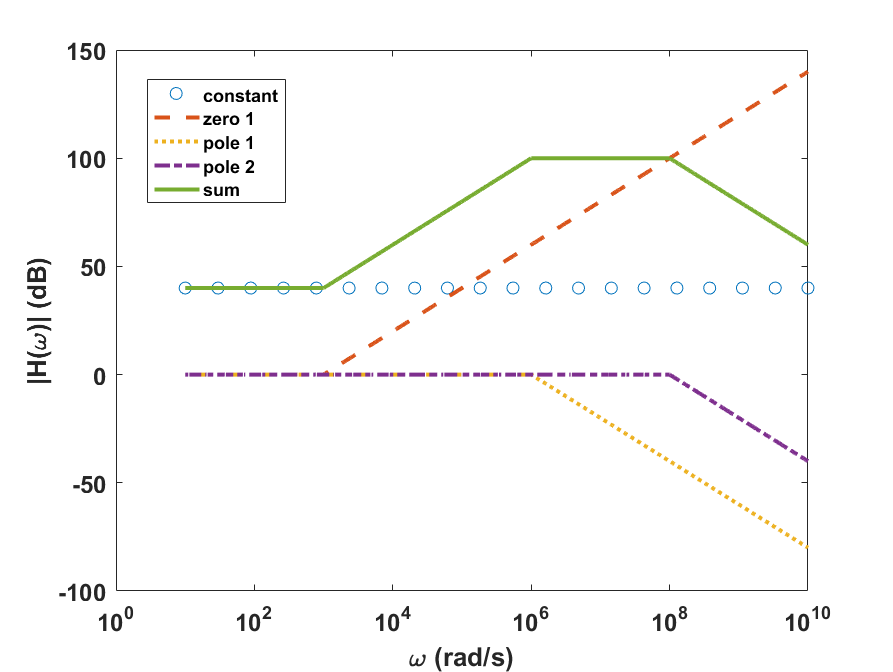 150
100
50
0
-50
-100
|H(ω)| (dB)
constant
zero 1
pole 1
pole 2
sum
10^0 10^2 10^4 10^6 10^8 10^10
ω (rad/s)